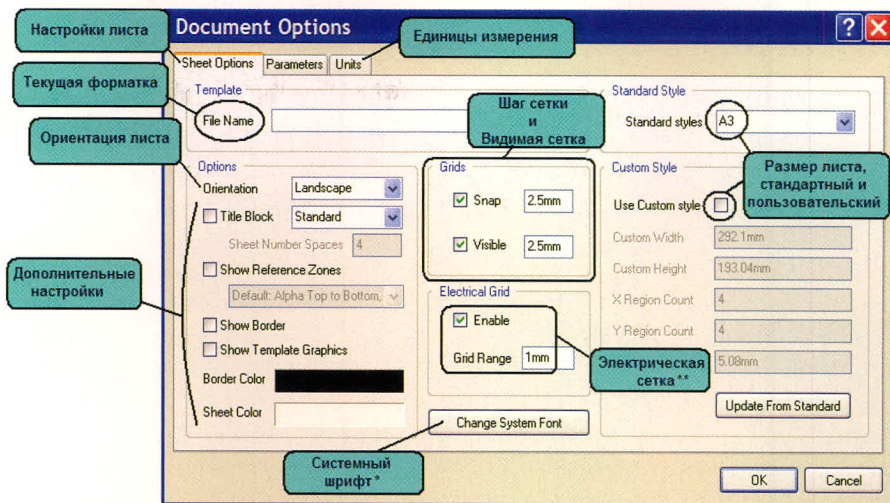 Настройки листа
Document Options
Единицы измерения
Sheet Options
Parameters
Units
Текущая форматка
Template
File Name
Шаг сетки
и
Видимая сетка
Standard Style
Standard styles
A3
Ориентация листа
Размер листа,
стандартный и
пользовательский
Options
Orientation
Landscape
Title Block
Standard
Sheet Number Spaces
4
Show Reference Zones
Default: Alpha Top to Bottom,
Show Border
Show Template Graphics
Border Color
Sheet Color
Дополнительные
настройки
Grids
Snap
2.5mm
Visible
2.5mm
Electrical Grid
Enable
Grid Range
1mm
Электрическая
сетка**
Change System Font
Системный
шрифт*
Custom Style
Use Custom style
Custom Width
292.1mm
Custom Height
193.04mm
X Region Count
4
Y Region Count
4
5.08mm
Update From Standard
OK
Cancel